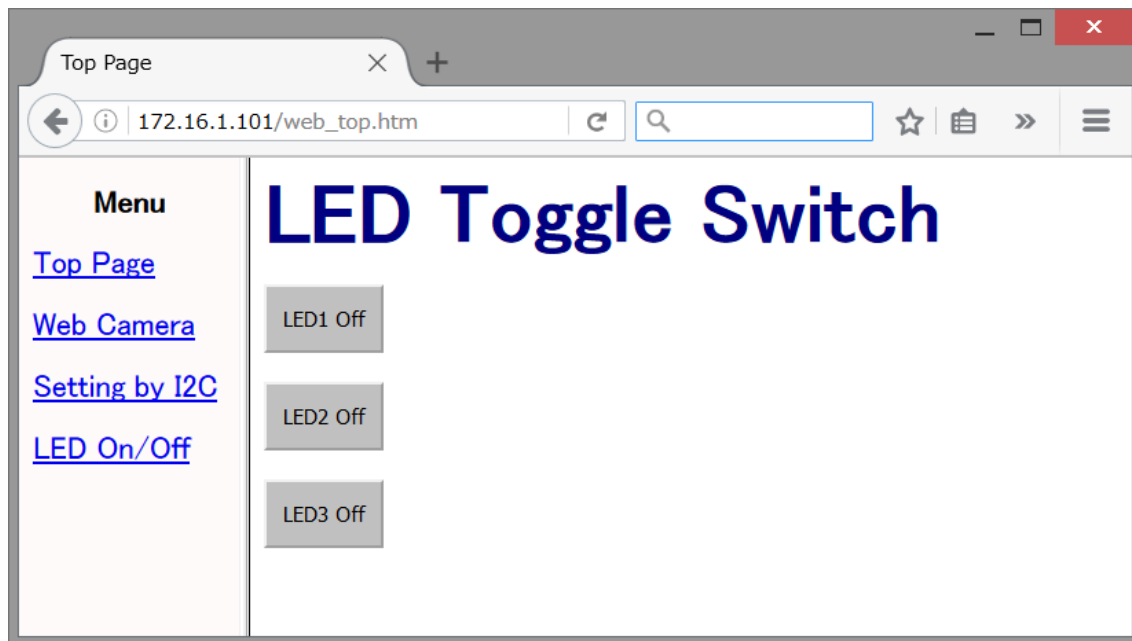 Top Page
172.16.1.101/web_top.htm
Menu
Top Page
Web Camera
Setting by I2C
LED On/Off
LED Toggle Switch
LED1 Off
LED2 Off
LED3 Off